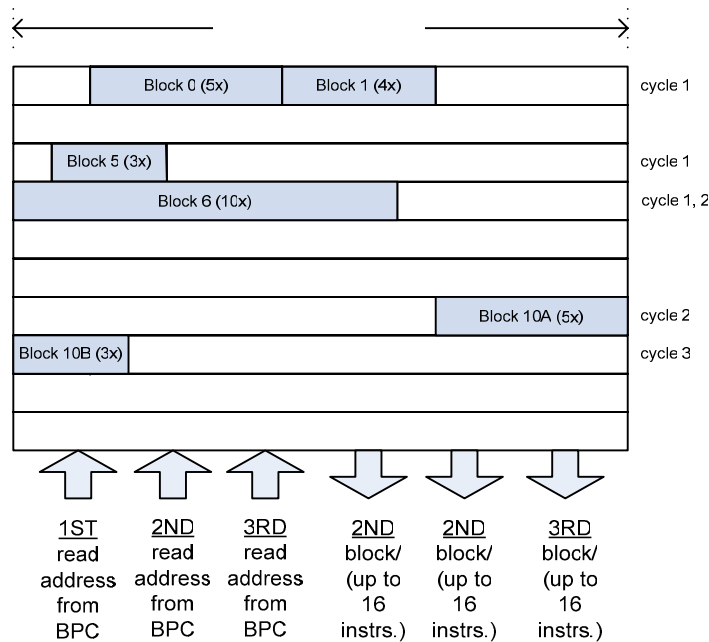 Block 0 (5x) Block 1 (4x) cycle 1
Block 5 (3x) cycle 1
Block 6 (10x) cycle 1, 2
Block 10A (5x) cycle 2
Block 10B (3x) cycle 3
1ST
read
address
from
BPC
2ND
read
address
from
BPC
3RD
read
address
from
BPC
2ND
block/
(up to
16
instrs.)
2ND
block/
(up to
16
instrs.)
3RD
block/
(up to
16
instrs.)